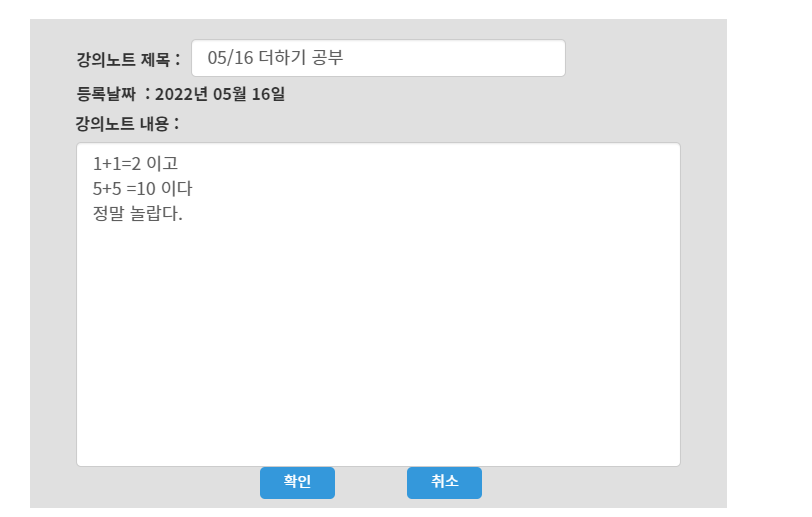 강의노트 제목 : 05/16 더하기 공부
등록날짜 : 2022년 05월 16일
강의노트 내용 :
1+1=2 이고
5+5 =10 이다
정말 놀랍다.
확인 취소